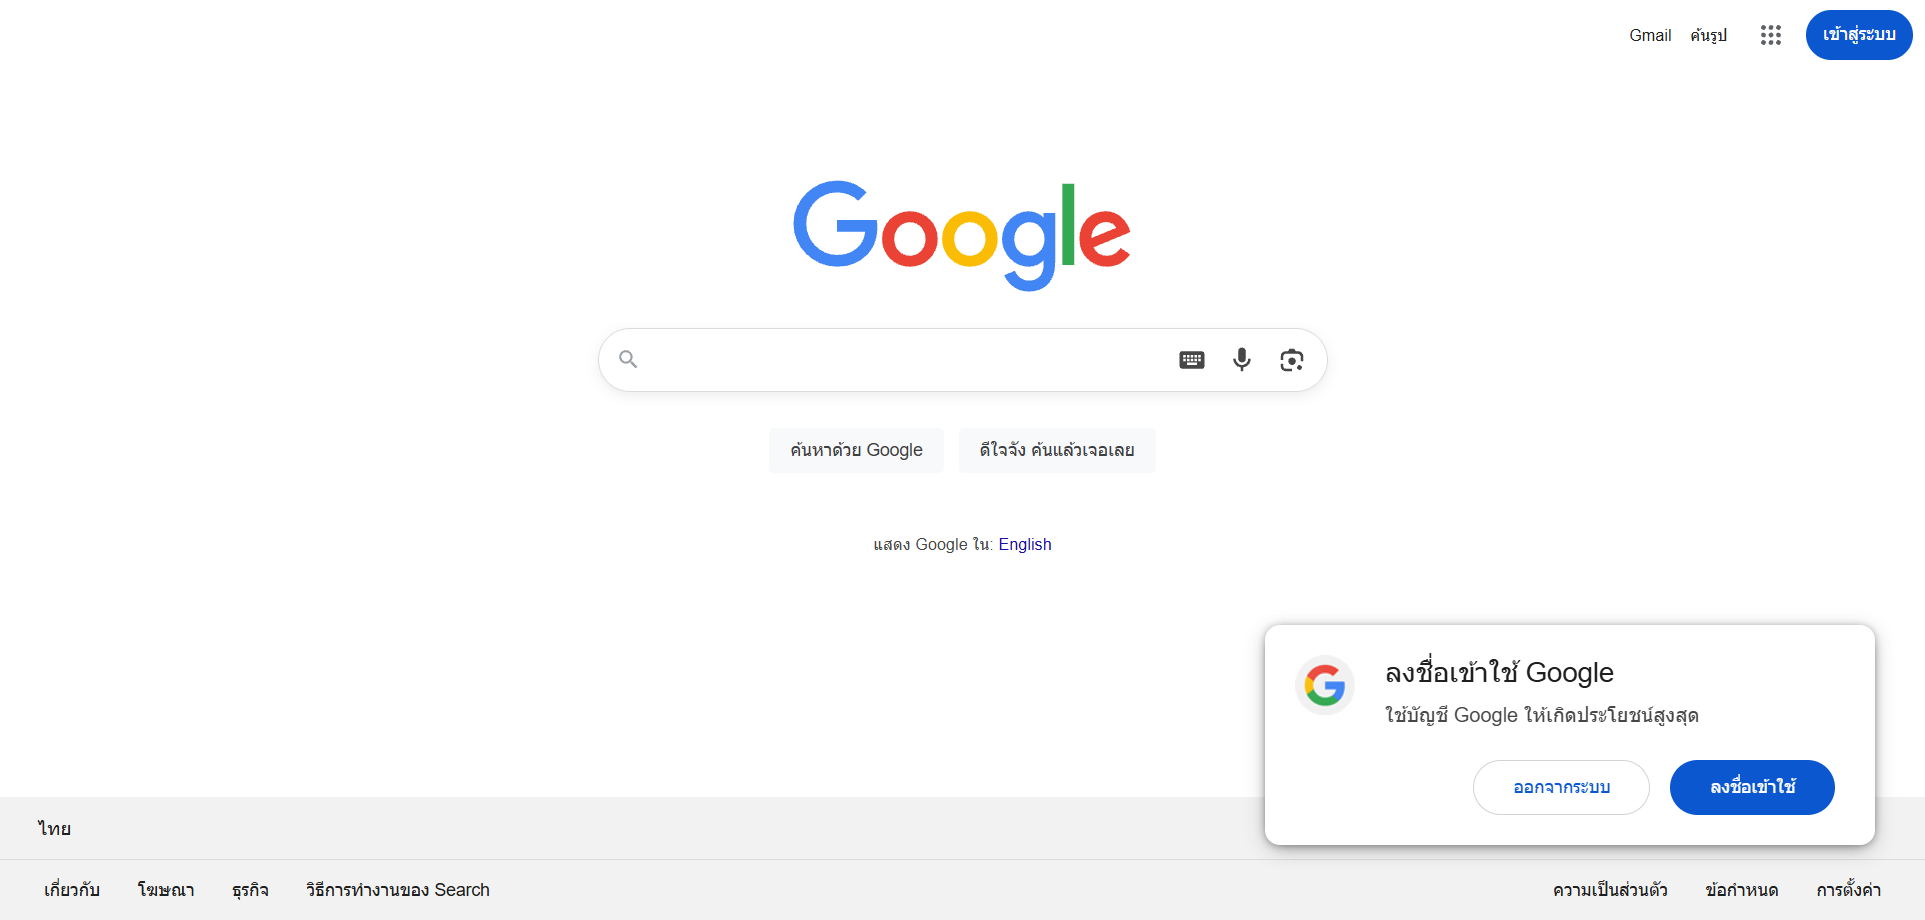 Gmail ค้นรูป เข้าสู่ระบบ
Google
ค้นหาด้วย Google ดีใจจัง ค้นแล้วเจอเลย
แสดง Google ใน: English
ลงชื่อเข้าใช้ Google
ใช้บัญชี Google ให้เกิดประโยชน์สูงสุด
ออกจากระบบ ลงชื่อเข้าใช้
ไทย
เกี่ยวกับ โฆษณา ธุรกิจ วิธีการทำงานของ Search ความเป็นส่วนตัว ข้อกำหนด การตั้งค่า